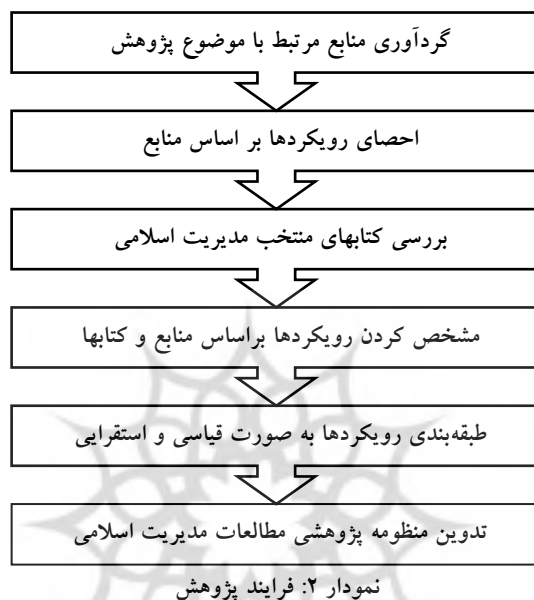 گردآوری منابع مرتبط با موضوع پژوهش
احصای رویکردها بر اساس منابع
بررسی کتابهای منتخب مدیریت اسلامی
مشخص کردن رویکردها براساس منابع و کتابها
طبقه‌بندی رویکردها به صورت قیاسی و استقرایی
تدوین منظومه پژوهشی مطالعات مدیریت اسلامی
نمودار ۲: فرایند پژوهش